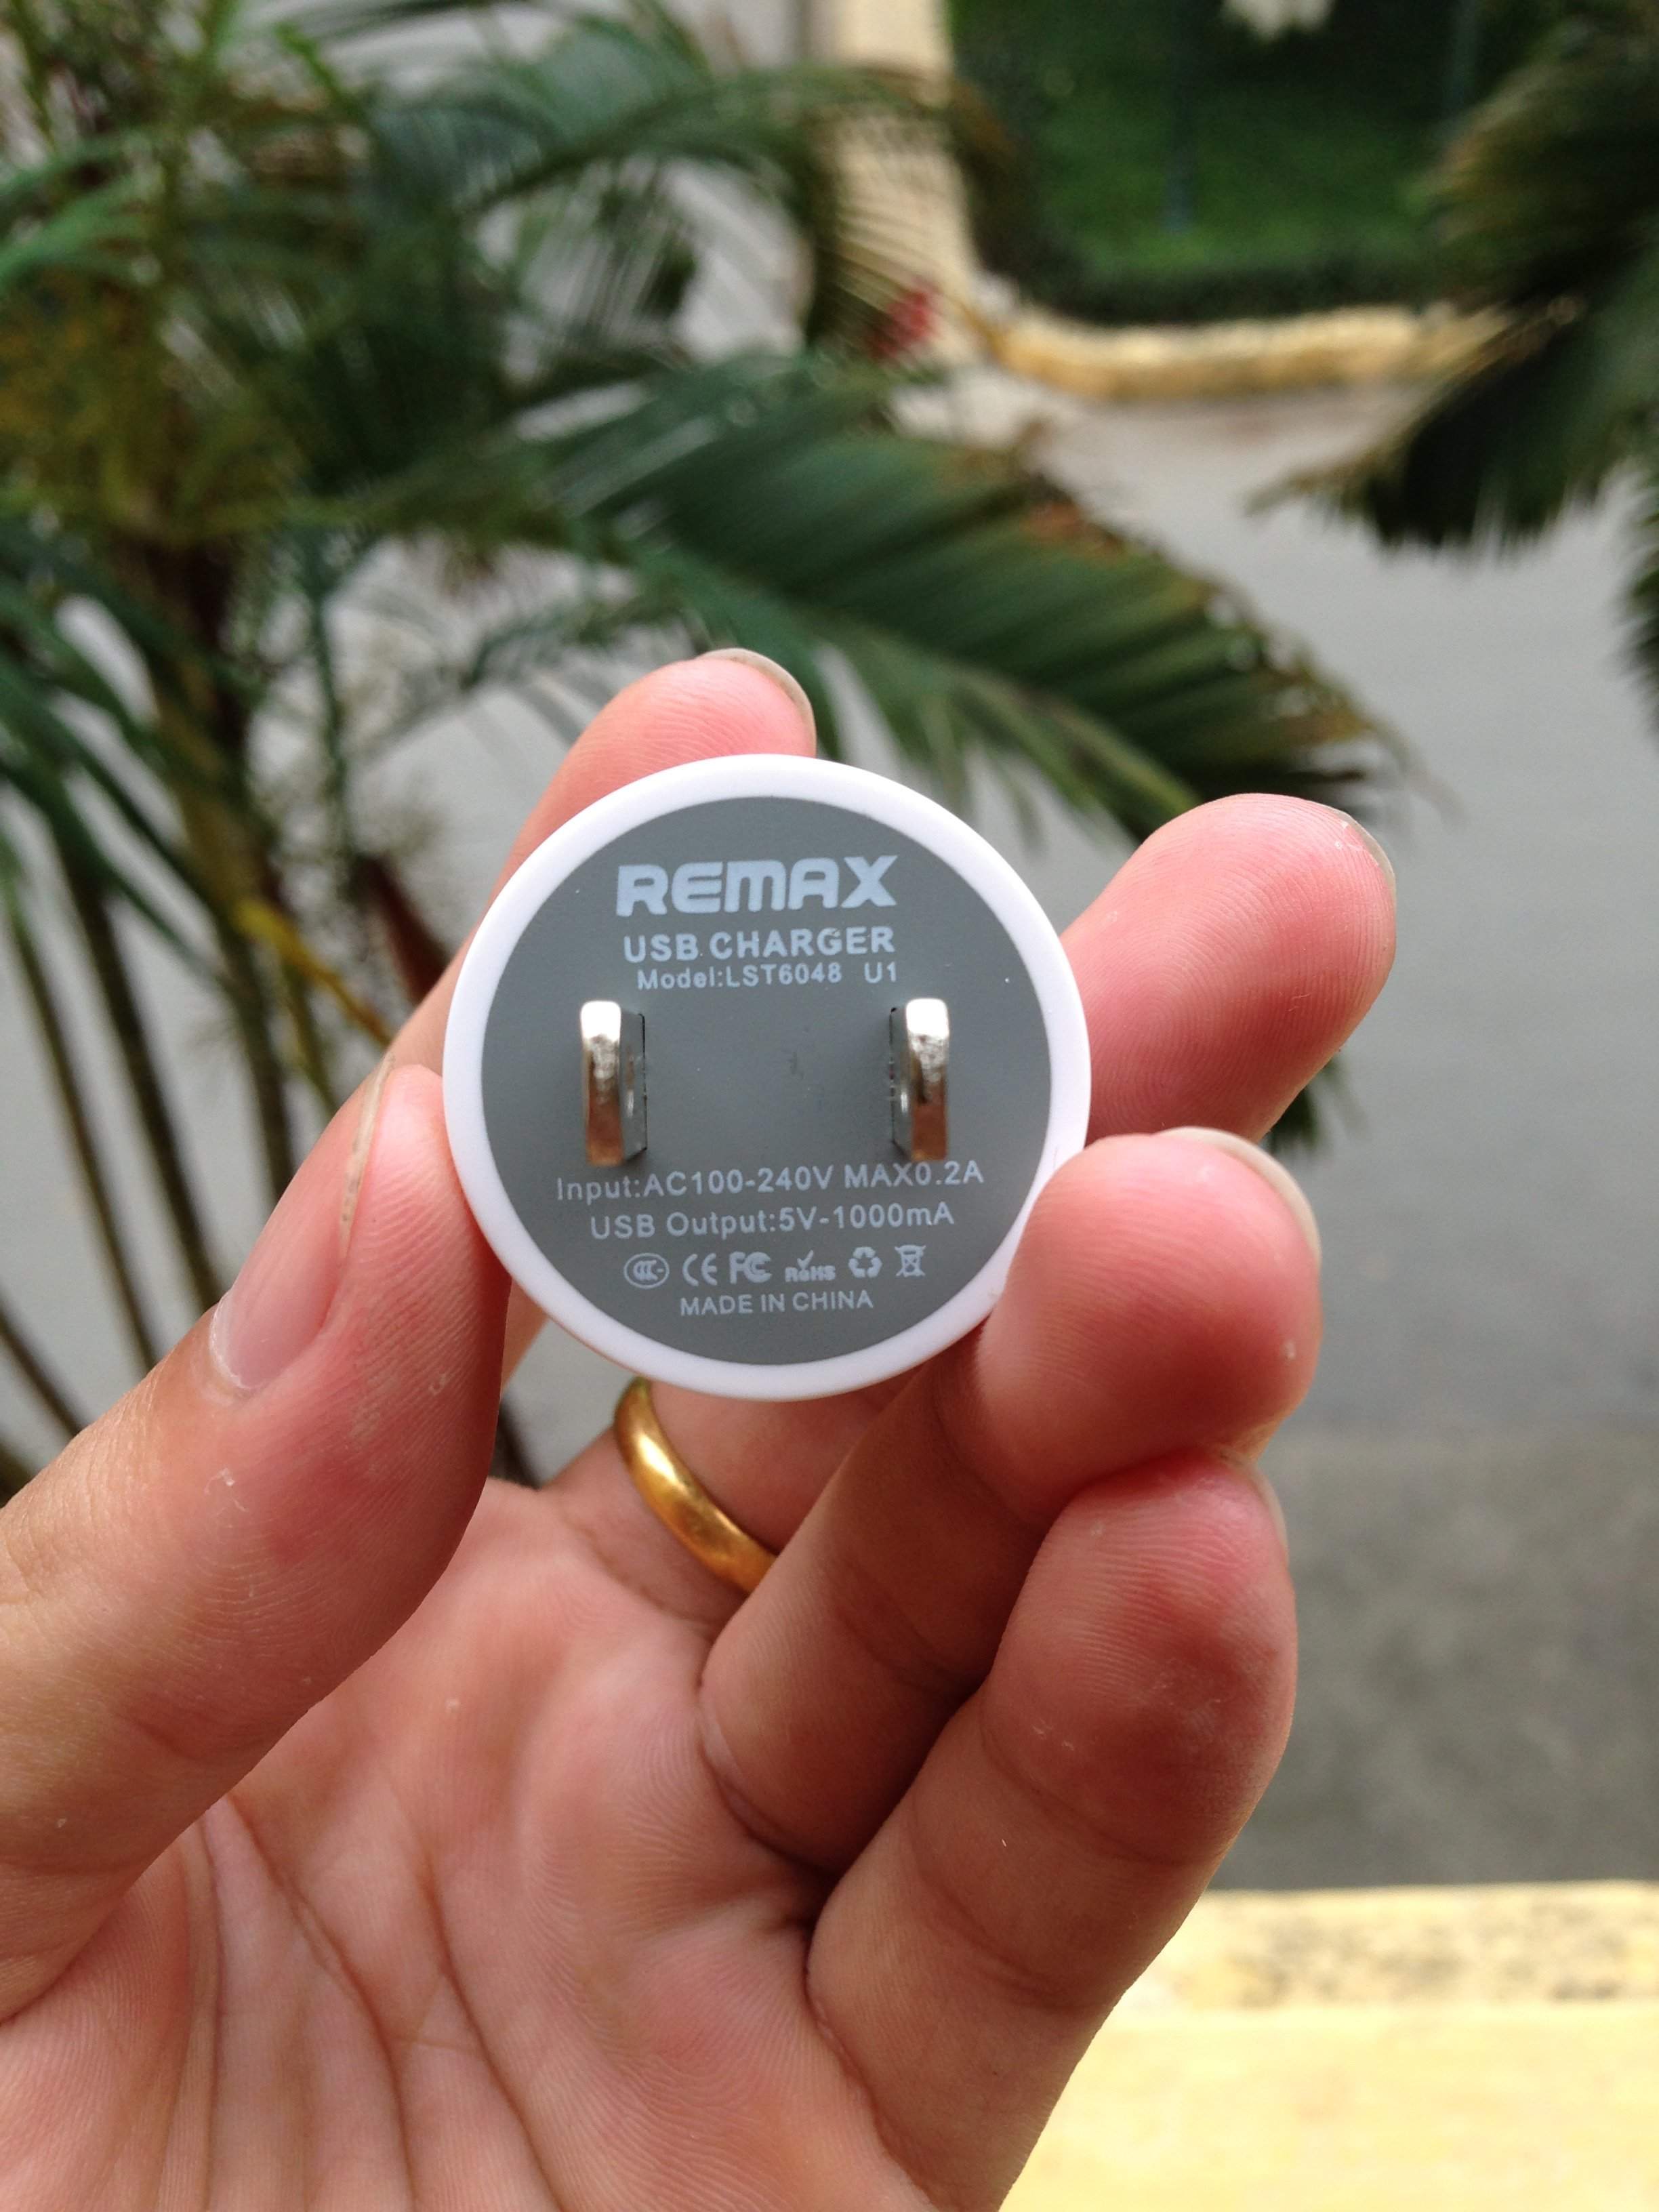 REMAX
USB CHARGER
Model:LST6048 U1
Input:AC100-240V MAX0.2A
USB Output:5V-1000mA
CCC CE FC RoHS
MADE IN CHINA